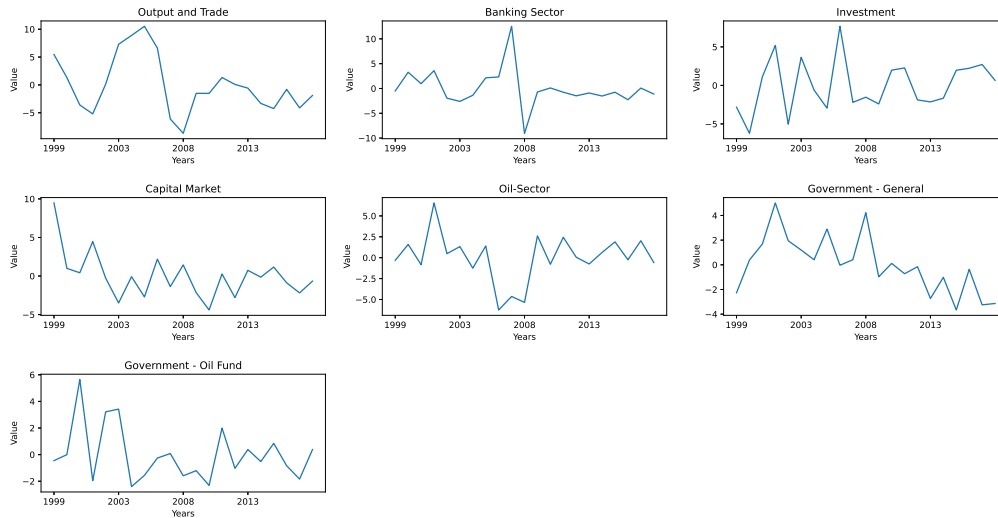 Output and Trade
10
5
0
−5
Value
1999 2003 2008 2013
Years
Banking Sector
10
5
0
−5
−10
Value
1999 2003 2008 2013
Years
Investment
5
0
−5
Value
1999 2003 2008 2013
Years
Capital Market
10
5
0
−5
Value
1999 2003 2008 2013
Years
Oil-Sector
5.0
2.5
0.0
−2.5
−5.0
Value
1999 2003 2008 2013
Years
Government - General
4
2
0
−2
−4
Value
1999 2003 2008 2013
Years
Government - Oil Fund
6
4
2
0
−2
Value
1999 2003 2008 2013
Years